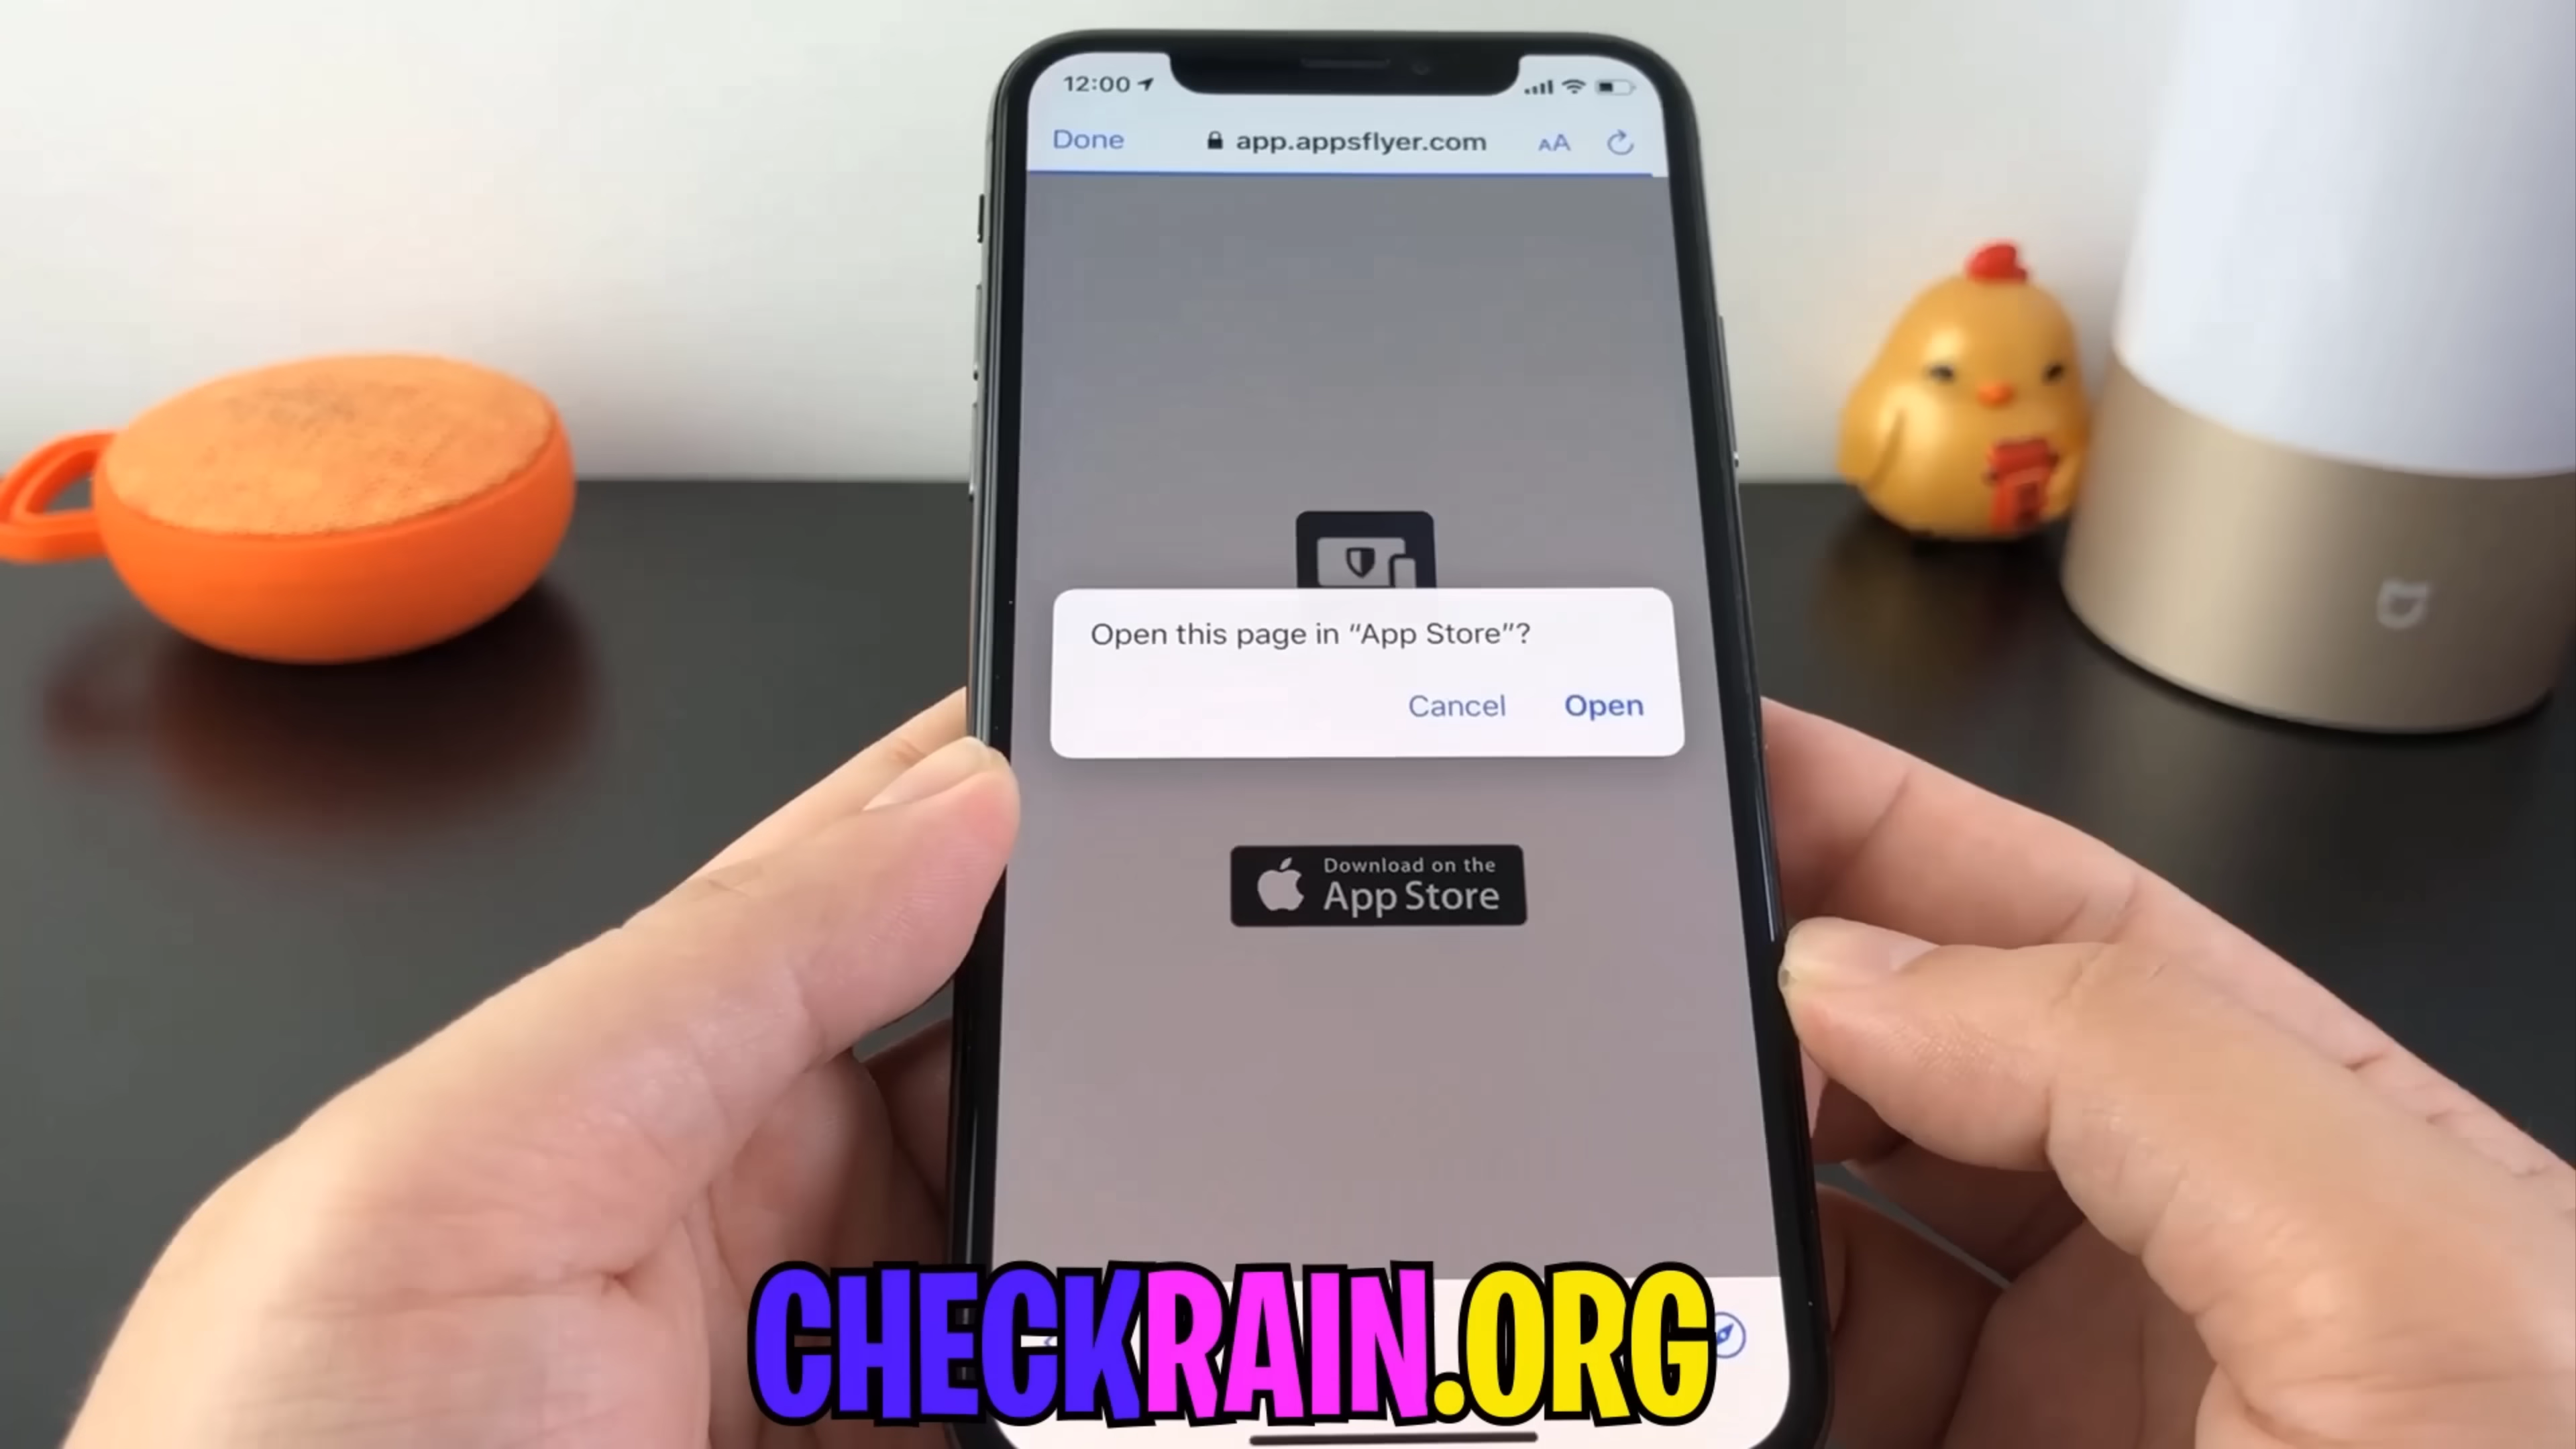 12:00
Done
app.appsflyer.com
AA
Open this page in “App Store”?
Cancel
Open
Download on the
App Store
CHECKRAIN.ORG